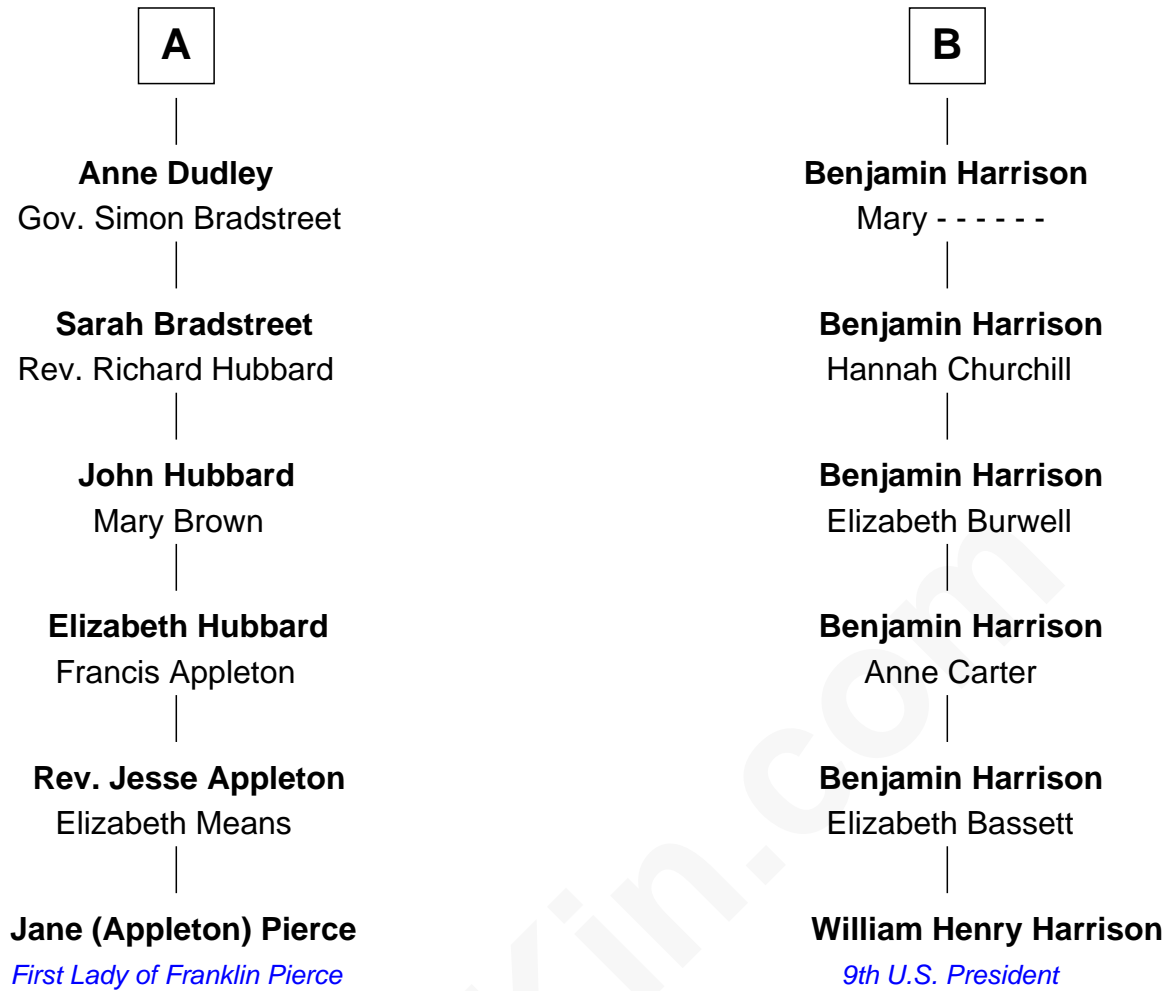 A
Anne Dudley
Gov. Simon Bradstreet
Sarah Bradstreet
Rev. Richard Hubbard
John Hubbard
Mary Brown
Elizabeth Hubbard
Francis Appleton
Rev. Jesse Appleton
Elizabeth Means
Jane (Appleton) Pierce
First Lady of Franklin Pierce
B
Benjamin Harrison
Mary - - - - - -
Benjamin Harrison
Hannah Churchill
Benjamin Harrison
Elizabeth Burwell
Benjamin Harrison
Anne Carter
Benjamin Harrison
Elizabeth Bassett
William Henry Harrison
9th U.S. President